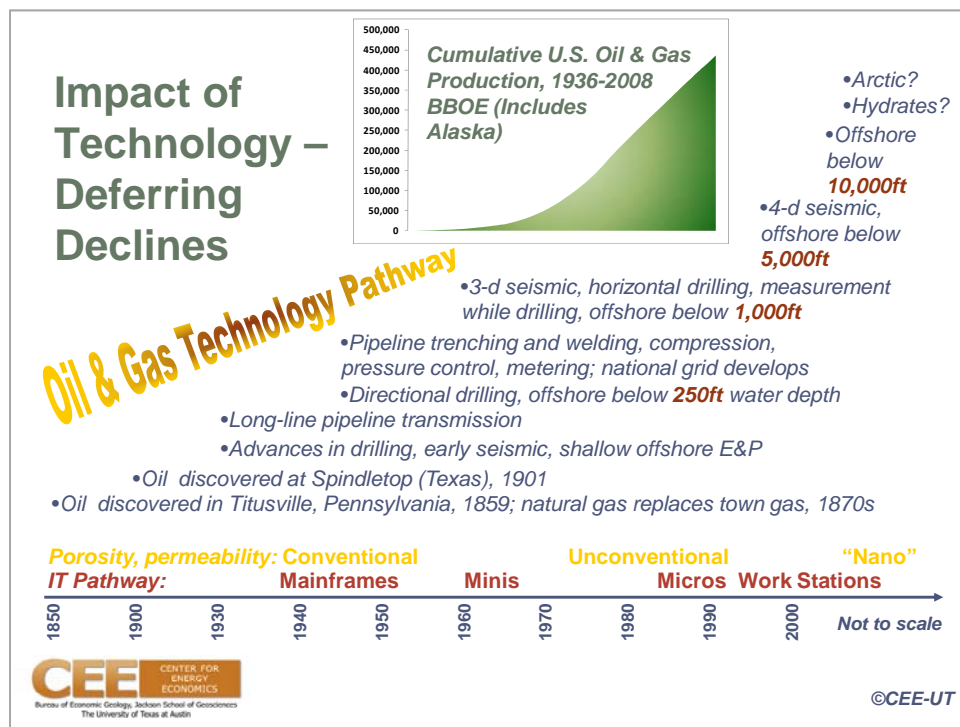 Impact of
Technology –
Deferring
Declines
500,000
450,000
400,000
350,000
300,000
250,000
200,000
150,000
100,000
50,000
0
Cumulative U.S. Oil & Gas
Production, 1936-2008
BBOE (Includes
Alaska)
•Arctic?
•Hydrates?
•Offshore
below
10,000ft
•4-d seismic,
offshore below
5,000ft
Oil & Gas Technology Pathway
•3-d seismic, horizontal drilling, measurement
while drilling, offshore below 1,000ft
•Pipeline trenching and welding, compression,
pressure control, metering; national grid develops
•Directional drilling, offshore below 250ft water depth
•Long-line pipeline transmission
•Advances in drilling, early seismic, shallow offshore E&P
•Oil discovered at Spindletop (Texas), 1901
•Oil discovered in Titusville, Pennsylvania, 1859; natural gas replaces town gas, 1870s
Porosity, permeability: Conventional Unconventional “Nano”
IT Pathway: Mainframes Minis Micros Work Stations
1850 1900 1930 1940 1950 1960 1970 1980 1990 2000 Not to scale
CEE CENTER FOR
ENERGY
ECONOMICS
Bureau of Economic Geology, Jackson School of Geosciences
The University of Texas at Austin
©CEE-UT